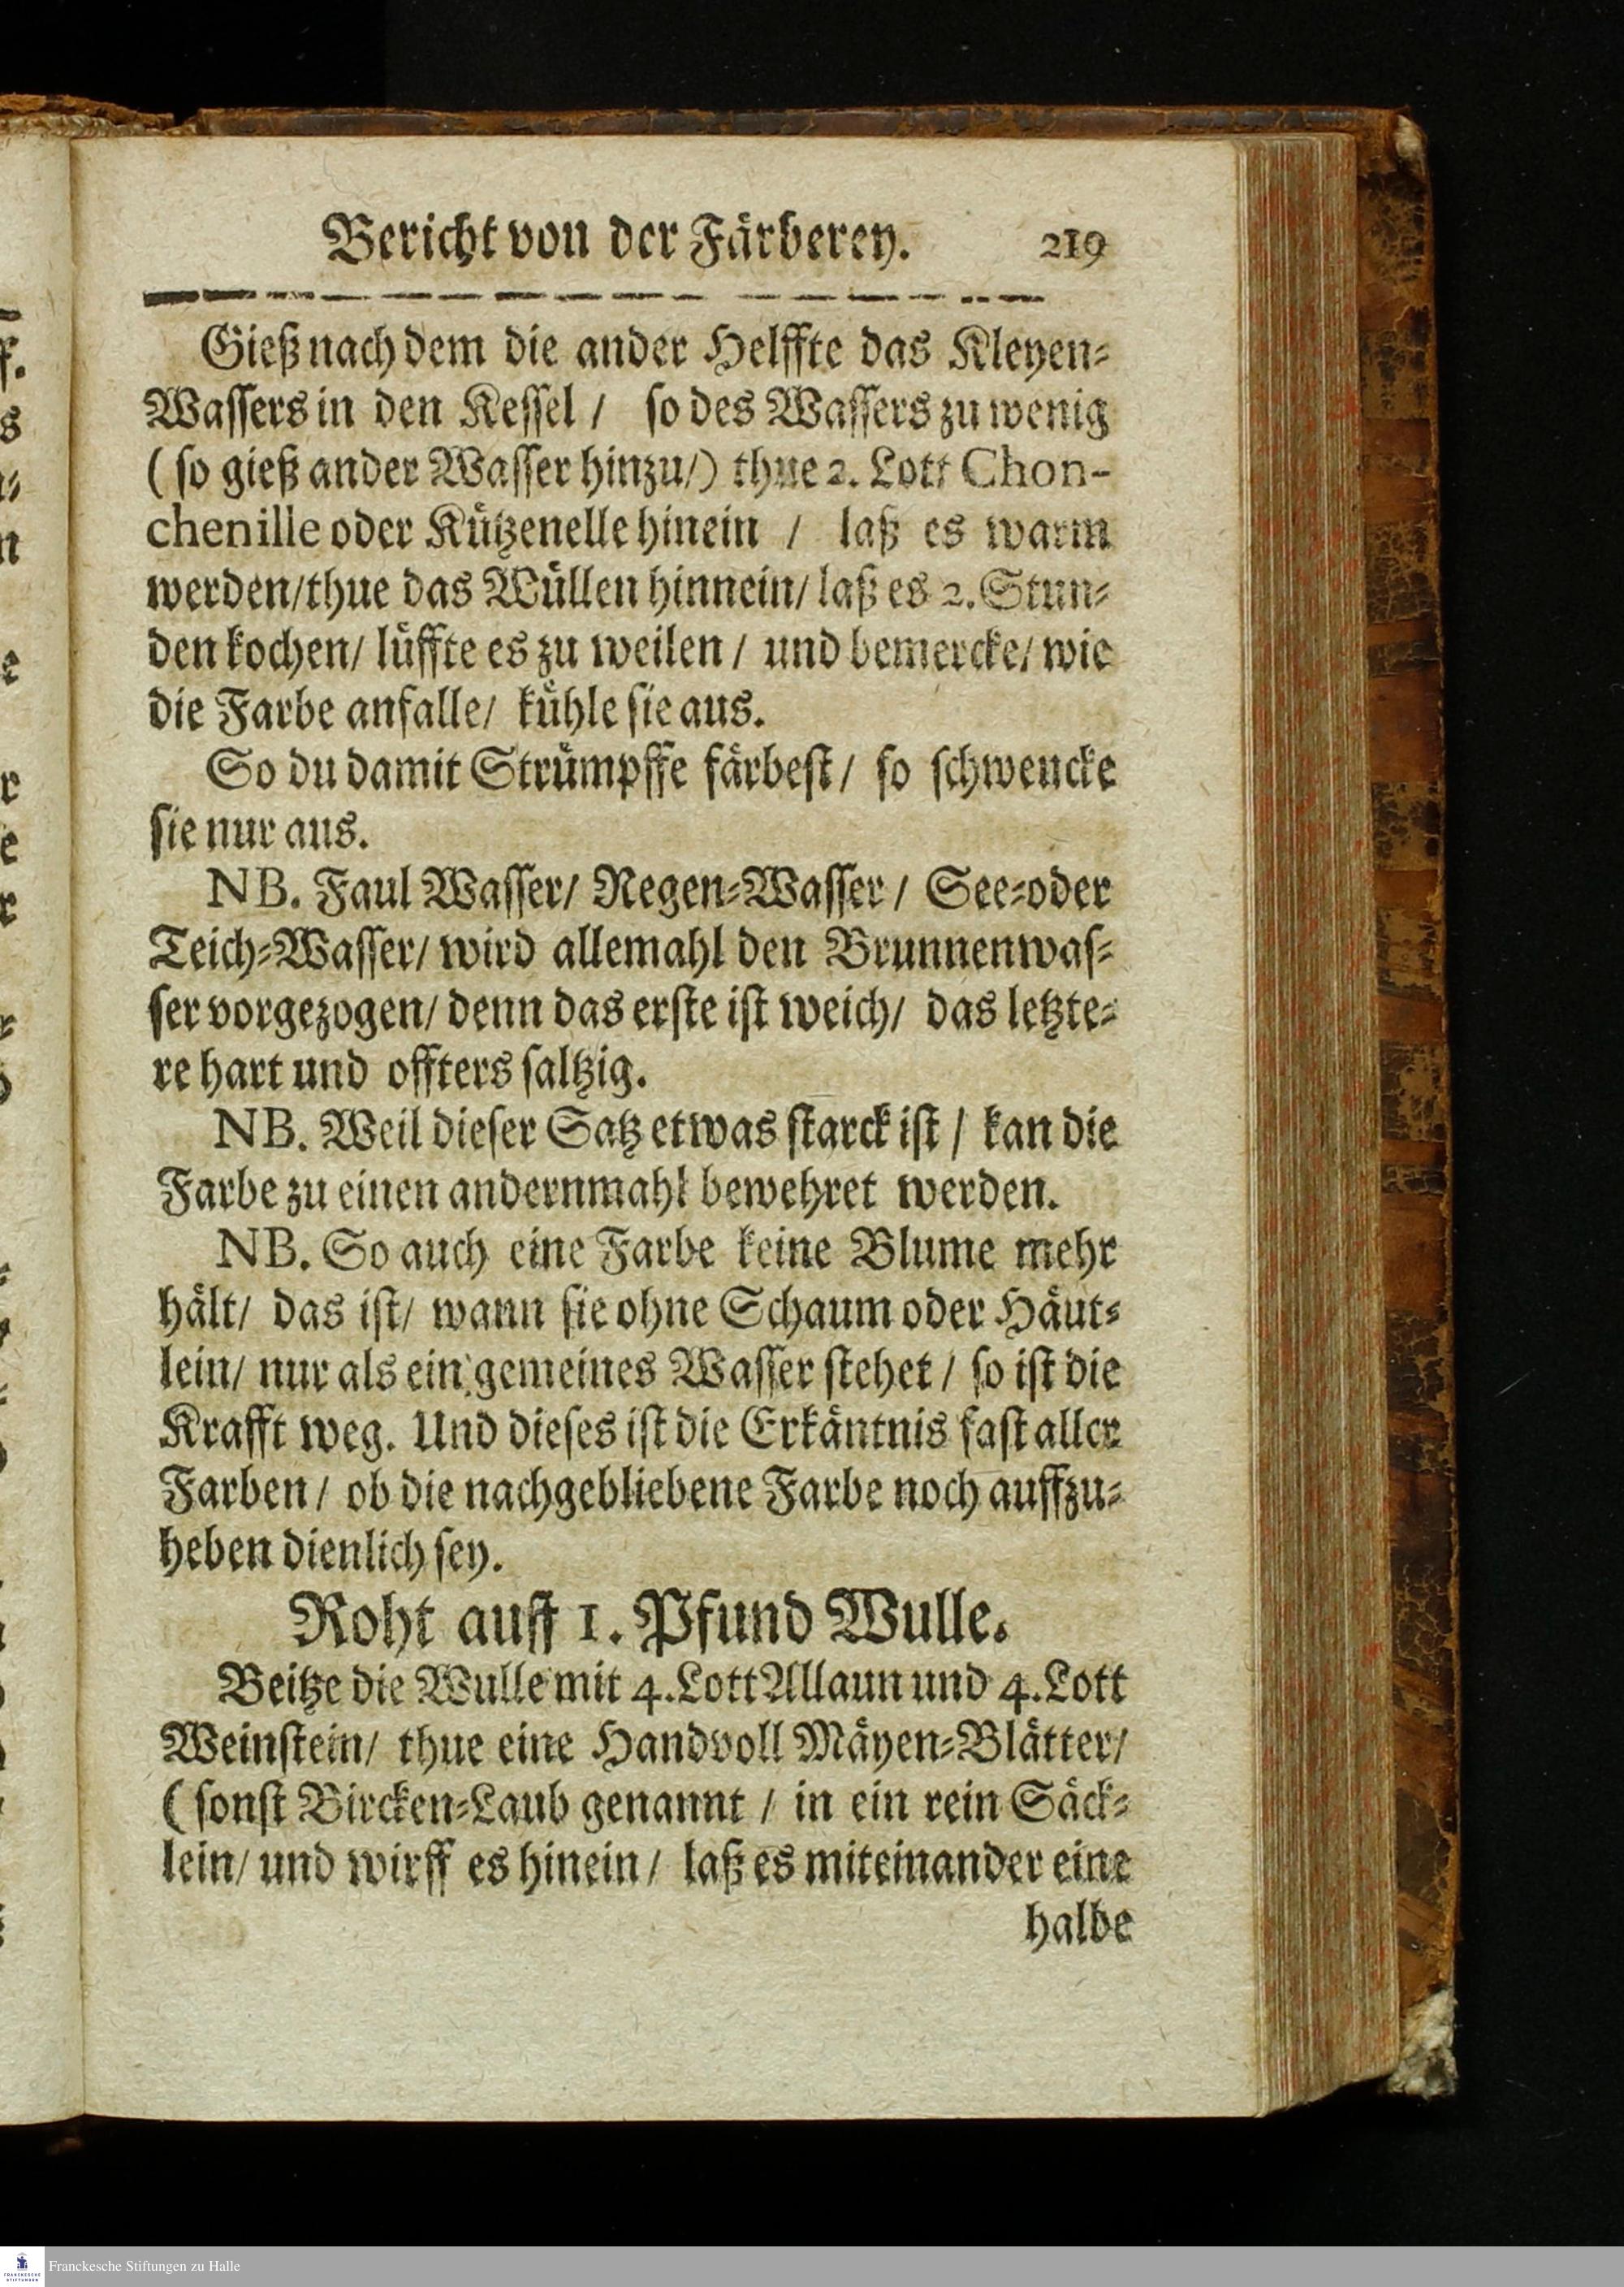 Bericht von der Färberey. 219
Gieß nach dem die ander Helffte das Kleyen⸗
Wassers in den Kessel / so des Wassers zu wenig
( so gieß ander Wasser hinzu/) thue 2. Lott Chon-
chenille oder Kützenelle hinein / laß es warm
werden/thue das Wüllen hinnein/ laß es 2. Stun⸗
den kochen/ lüffte es zu weilen / und bemercke/ wie
die Farbe anfalle/ kühle sie aus.
So du damit Strümpffe färbest / so schwencke
sie nur aus.
NB. Faul Wasser/ Regen⸗Wasser / See⸗oder
Teich⸗Wasser/ wird allemahl den Brunnenwas⸗
ser vorgezogen/ denn das erste ist weich/ das letzte⸗
re hart und offters saltzig.
NB. Weil dieser Satz etwas starck ist / kan die
Farbe zu einen andernmahl bewehret werden.
NB. So auch eine Farbe keine Blume mehr
hält/ das ist/ wann sie ohne Schaum oder Häut⸗
lein/ nur als ein gemeines Wasser stehet / so ist die
Krafft weg. Und dieses ist die Erkäntnis fast aller
Farben / ob die nachgebliebene Farbe noch auffzu⸗
heben dienlich sey.
Roht auff 1. Pfund Wulle.
Beitze die Wulle mit 4. Lott Allaun und 4. Lott
Weinstein/ thue eine Handvoll Mäyen⸗Blätter/
( sonst Bircken⸗Laub genannt / in ein rein Säck⸗
lein/ und wirff es hinein / laß es miteinander eine
halbe
Franckesche Stiftungen zu Halle